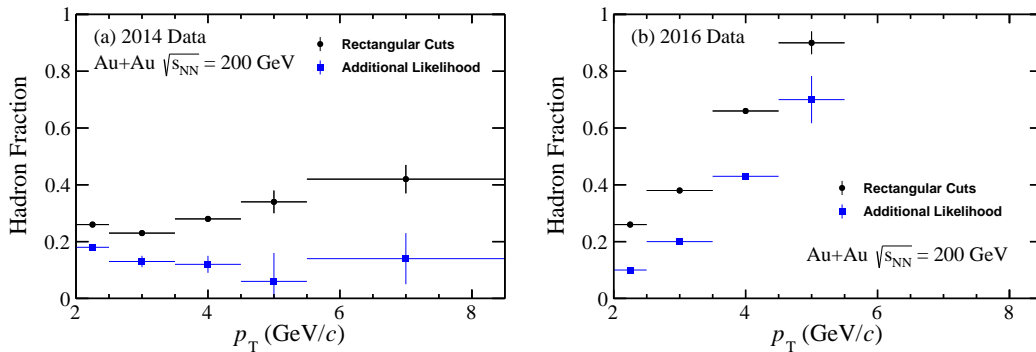 (a) 2014 Data
Au+Au √sNN = 200 GeV
Rectangular Cuts
Additional Likelihood
Hadron Fraction
1
0.8
0.6
0.4
0.2
0
2 4 6 8
pT (GeV/c)
(b) 2016 Data
Rectangular Cuts
Additional Likelihood
Au+Au √sNN = 200 GeV
Hadron Fraction
1
0.8
0.6
0.4
0.2
0
2 4 6 8
pT (GeV/c)